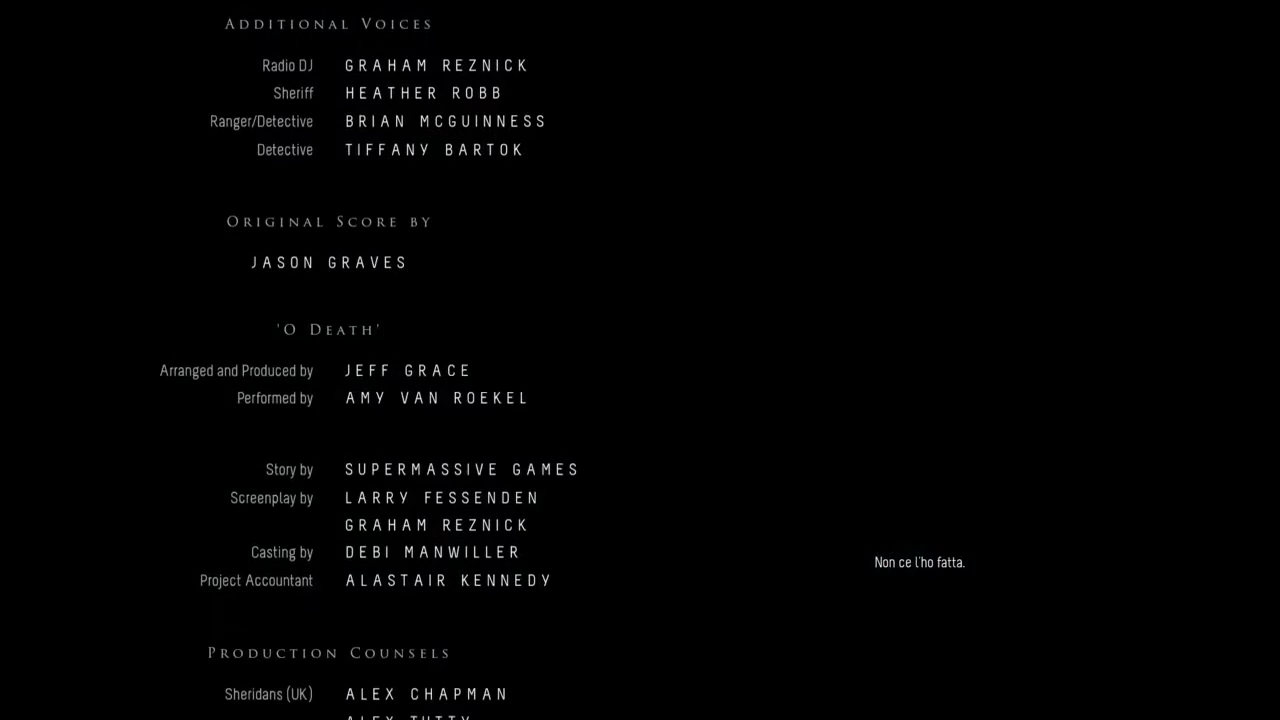 Additional Voices
Radio DJ GRAHAM REZNICK
Sheriff HEATHER ROBB
Ranger/Detective BRIAN MCGUINNESS
Detective TIFFANY BARTOK
Original Score by
JASON GRAVES
'O Death'
Arranged and Produced by JEFF GRACE
Performed by AMY VAN ROEKEL
Story by SUPERMASSIVE GAMES
Screenplay by LARRY FESSENDEN
GRAHAM REZNICK
Casting by DEBI MANWILLER
Non ce l'ho fatta.
Project Accountant ALASTAIR KENNEDY
Production Counsels
Sheridans (UK) ALEX CHAPMAN
ALEX TUTTY